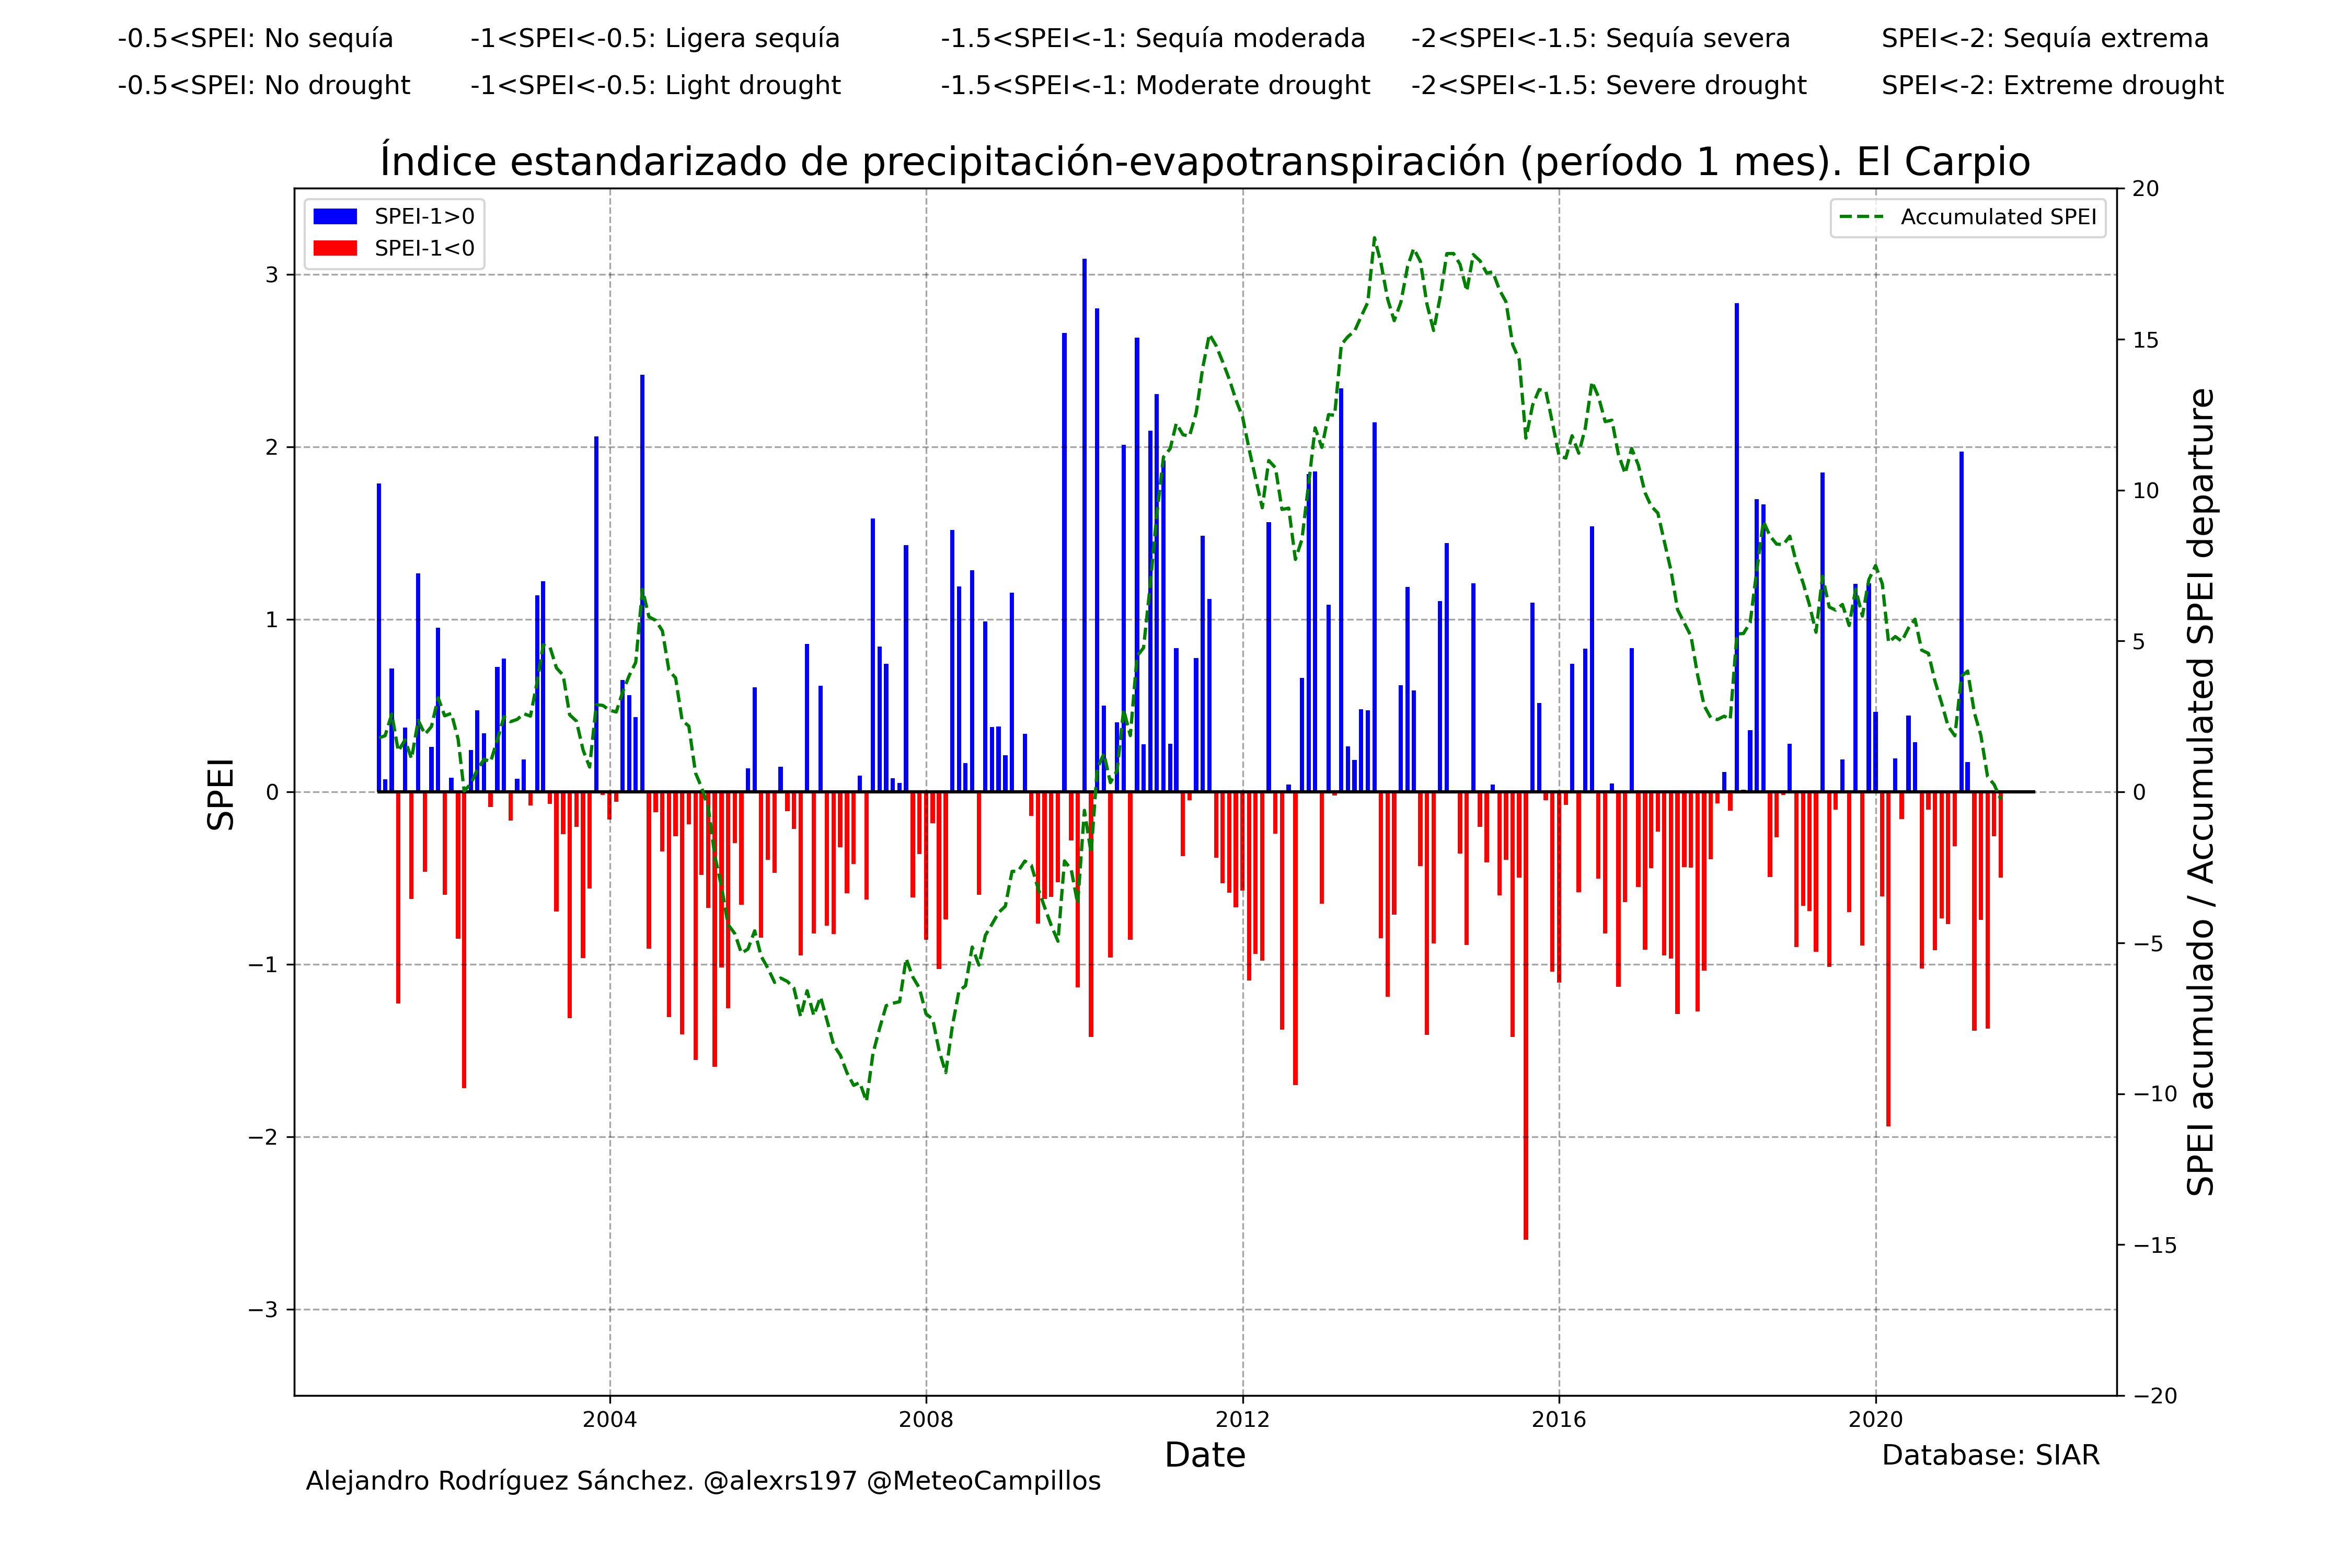 -0.5<SPEI: No sequía -1<SPEI<-0.5: Ligera sequía -1.5<SPEI<-1: Sequía moderada -2<SPEI<-1.5: Sequía severa SPEI<-2: Sequía extrema
-0.5<SPEI: No drought -1<SPEI<-0.5: Light drought -1.5<SPEI<-1: Moderate drought -2<SPEI<-1.5: Severe drought SPEI<-2: Extreme drought
Índice estandarizado de precipitación-evapotranspiración (período 1 mes). El Carpio
SPEI-1>0
SPEI-1<0
Accumulated SPEI
SPEI
3
2
1
0
−1
−2
−3
20
15
10
5
0
−5
−10
−15
−20
SPEI acumulado / Accumulated SPEI departure
2004 2008 2012 2016 2020
Date
Database: SIAR
Alejandro Rodríguez Sánchez. @alexrs197 @MeteoCampillos